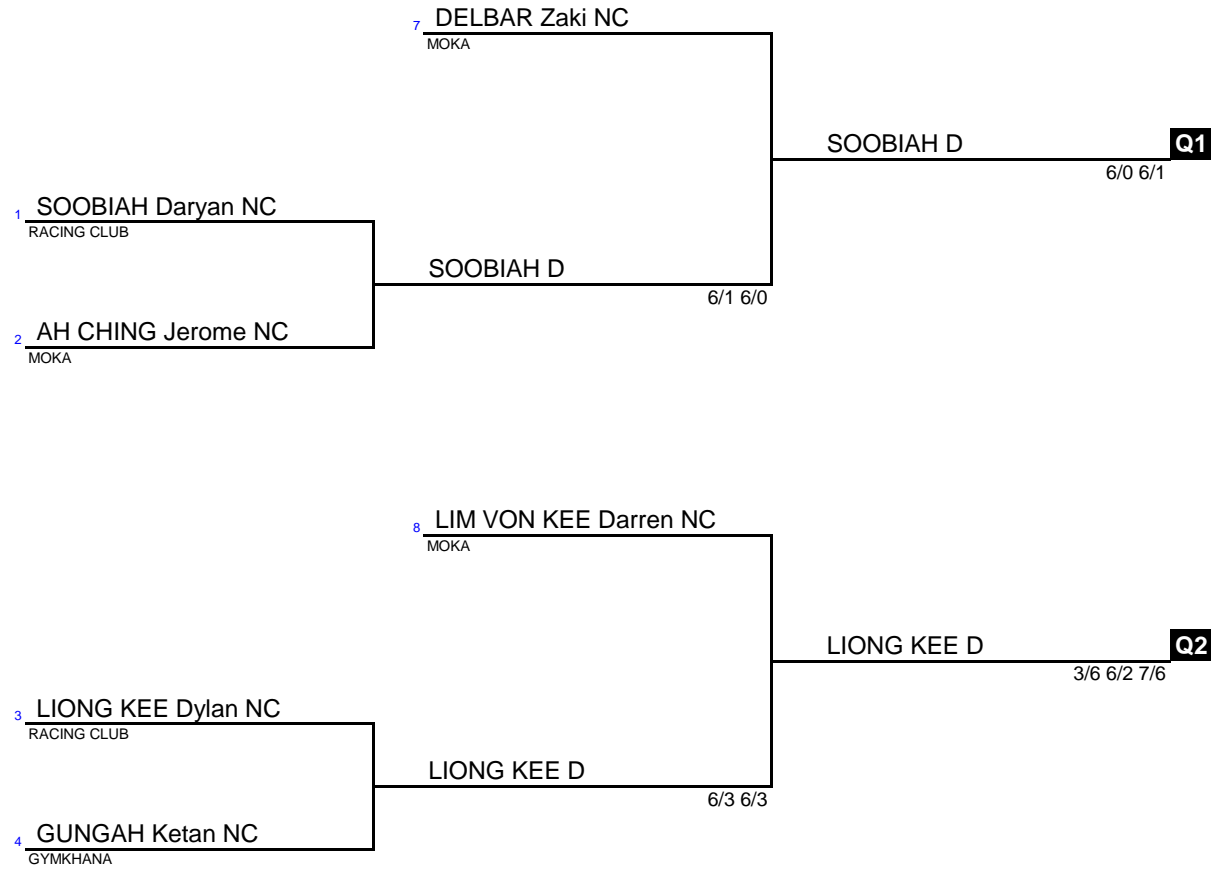 7 DELBAR Zaki NC
MOKA
SOOBIAH D Q1
6/0 6/1
1 SOOBIAH Daryan NC
RACING CLUB
SOOBIAH D
6/1 6/0
2 AH CHING Jerome NC
MOKA
8 LIM VON KEE Darren NC
MOKA
LIONG KEE D Q2
3/6 6/2 7/6
3 LIONG KEE Dylan NC
RACING CLUB
LIONG KEE D
6/3 6/3
4 GUNGAH Ketan NC
GYMKHANA